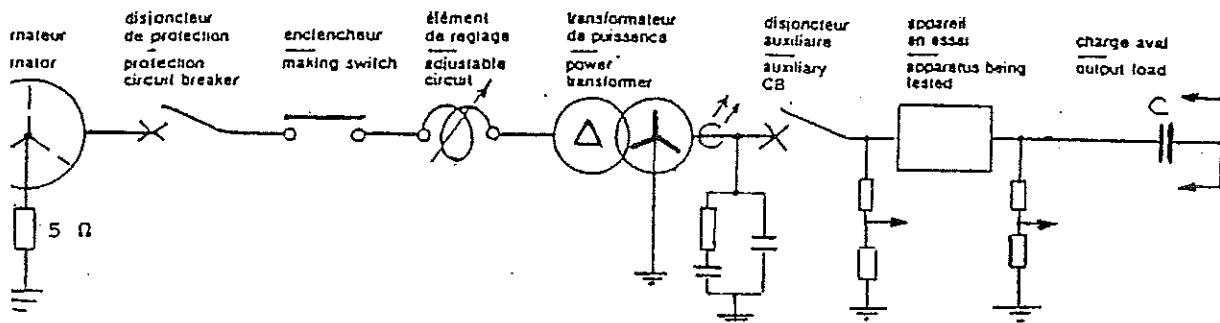 rnateur
rnator
disjoncteur
de protection
protection
circuit breaker
enclencheur
making switch
élément
de reglage
adjustable
circuit
transformateur
de puissance
power
transformer
disjoncteur
auxiliaire
auxiliary
CB
appareil
en essai
apparatus being
tested
charge aval
output load
C
5 Ω